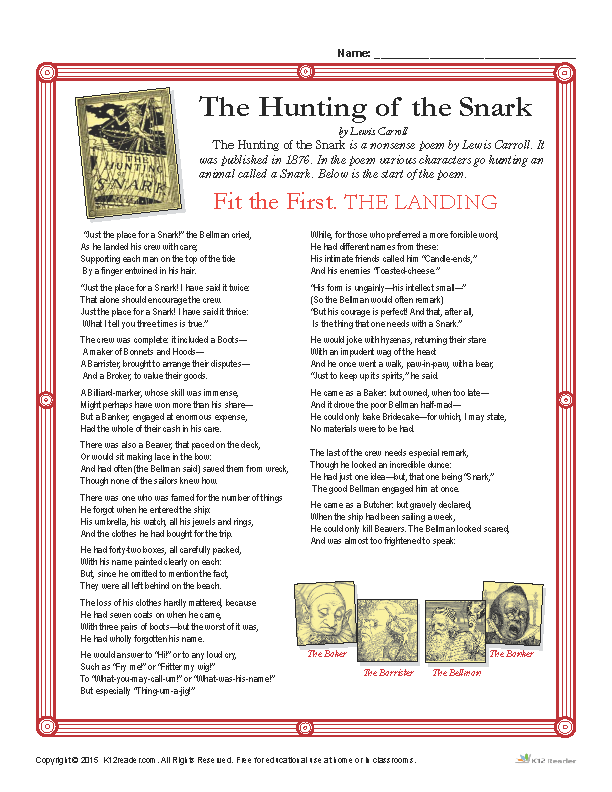 Name: ______________________________
THE HUNTING
OF THE
SNARK
The Hunting of the Snark
by Lewis Carroll
The Hunting of the Snark is a nonsense poem by Lewis Carroll. It
was published in 1876. In the poem various characters go hunting an
animal called a Snark. Below is the start of the poem.
Fit the First. THE LANDING
"Just the place for a Snark!" the Bellman cried,
As he landed his crew with care;
Supporting each man on the top of the tide
By a finger entwined in his hair.
"Just the place for a Snark! I have said it twice:
That alone should encourage the crew.
Just the place for a Snark! I have said it thrice:
What I tell you three times is true."
The crew was complete: it included a Boots—
A maker of Bonnets and Hoods—
A Barrister, brought to arrange their disputes—
And a Broker, to value their goods.
A Billiard-marker, whose skill was immense,
Might perhaps have won more than his share—
But a Banker, engaged at enormous expense,
Had the whole of their cash in his care.
There was also a Beaver, that paced on the deck,
Or would sit making lace in the bow:
And had often (the Bellman said) saved them from wreck,
Though none of the sailors knew how.
There was one who was famed for the number of things
He forgot when he entered the ship:
His umbrella, his watch, all his jewels and rings,
And the clothes he had bought for the trip.
He had forty-two boxes, all carefully packed,
With his name painted clearly on each:
But, since he omitted to mention the fact,
They were all left behind on the beach.
The loss of his clothes hardly mattered, because
He had seven coats on when he came,
With three pairs of boots—but the worst of it was,
He had wholly forgotten his name.
He would answer to "Hi!" or to any loud cry,
Such as "Fry me!" or "Fritter my wig!"
To "What-you-may-call-um!" or "What-was-his-name!"
But especially "Thing-um-a-jig!"
While, for those who preferred a more forcible word,
He had different names from these:
His intimate friends called him "Candle-ends,"
And his enemies "Toasted-cheese."
"His form is ungainly—his intellect small—"
(So the Bellman would often remark)
"But his courage is perfect! And that, after all,
Is the thing that one needs with a Snark."
He would joke with hyenas, returning their stare
With an impudent wag of the head:
And he once went a walk, paw-in-paw, with a bear,
"Just to keep up its spirits," he said.
He came as a Baker: but owned, when too late—
And it drove the poor Bellman half-mad—
He could only bake Bridecake—for which, I may state,
No materials were to be had.
The last of the crew needs especial remark,
Though he looked an incredible dunce:
He had just one idea—but, that one being "Snark,"
The good Bellman engaged him at once.
He came as a Butcher: but gravely declared,
When the ship had been sailing a week,
He could only kill Beavers. The Bellman looked scared,
And was almost too frightened to speak:
The Baker
The Barrister
The Bellman
The Banker
Copyright © 2015 K12reader.com. All Rights Reserved. Free for educational use at home or in classrooms.
K12 Reader